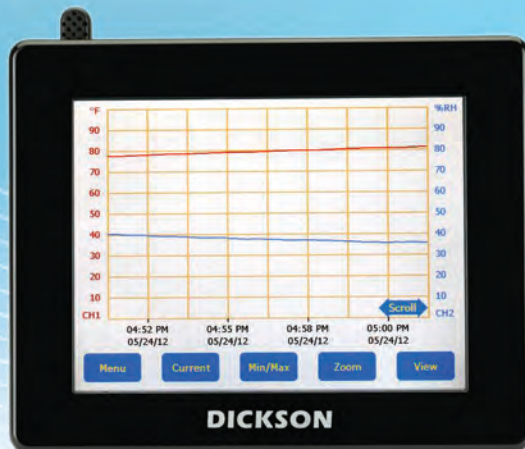 °F %RH
90 90
80 80
70 70
60 60
50 50
40 40
30 30
20 20
10 10
CH1 Scroll CH2
04:52 PM 04:55 PM 04:58 PM 05:00 PM
05/24/12 05/24/12 05/24/12 05/24/12
Menu Current Min/Max Zoom View
DICKSON